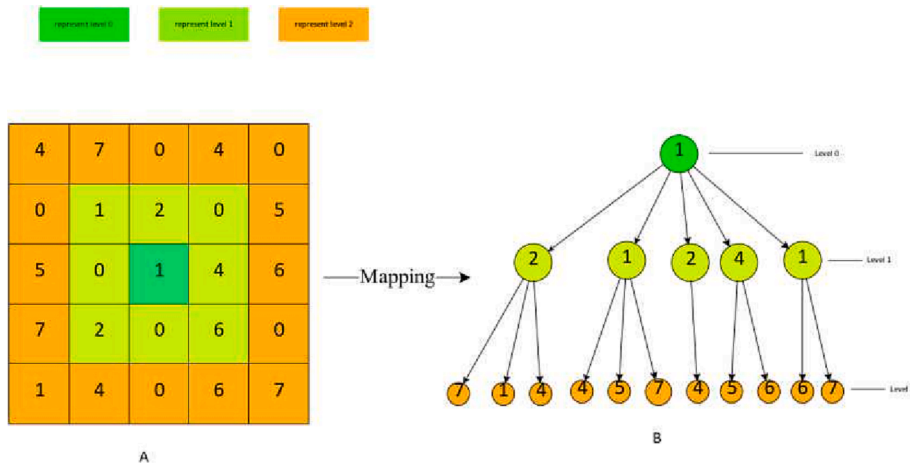 represent level 0 represent level 1 represent level 2
4 7 0 4 0
0 1 2 0 5
5 0 1 4 6
7 2 0 6 0
1 4 0 6 7
A
Mapping
1 Level 0
2 1 2 4 1 Level 1
7 1 4 4 5 7 4 5 6 6 7 Level
B